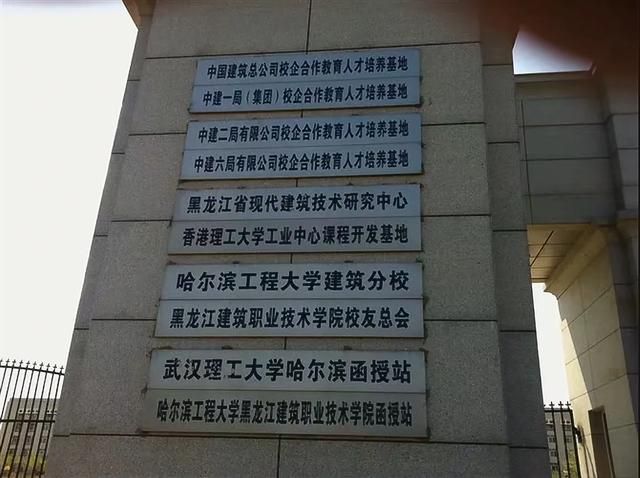 中国建筑总公司校企合作教育人才培养基地
中建一局（集团）校企合作教育人才培养基地
中建二局有限公司校企合作教育人才培养基地
中建六局有限公司校企合作教育人才培养基地
黑龙江省现代建筑技术研究中心
香港理工大学工业中心课程开发基地
哈尔滨工程大学建筑分校
黑龙江建筑职业技术学院校友总会
武汉理工大学哈尔滨函授站
哈尔滨工程大学黑龙江建筑职业技术学院函授站